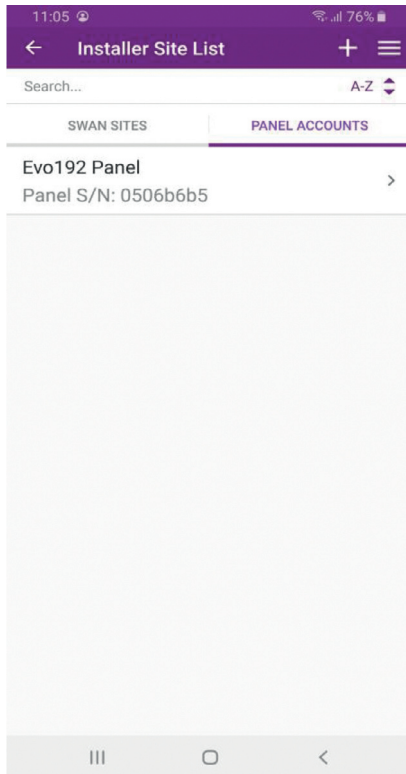 11:05 76%
Installer Site List
Search... A-Z
SWAN SITES PANEL ACCOUNTS
Evo192 Panel
Panel S/N: 0506b6b5